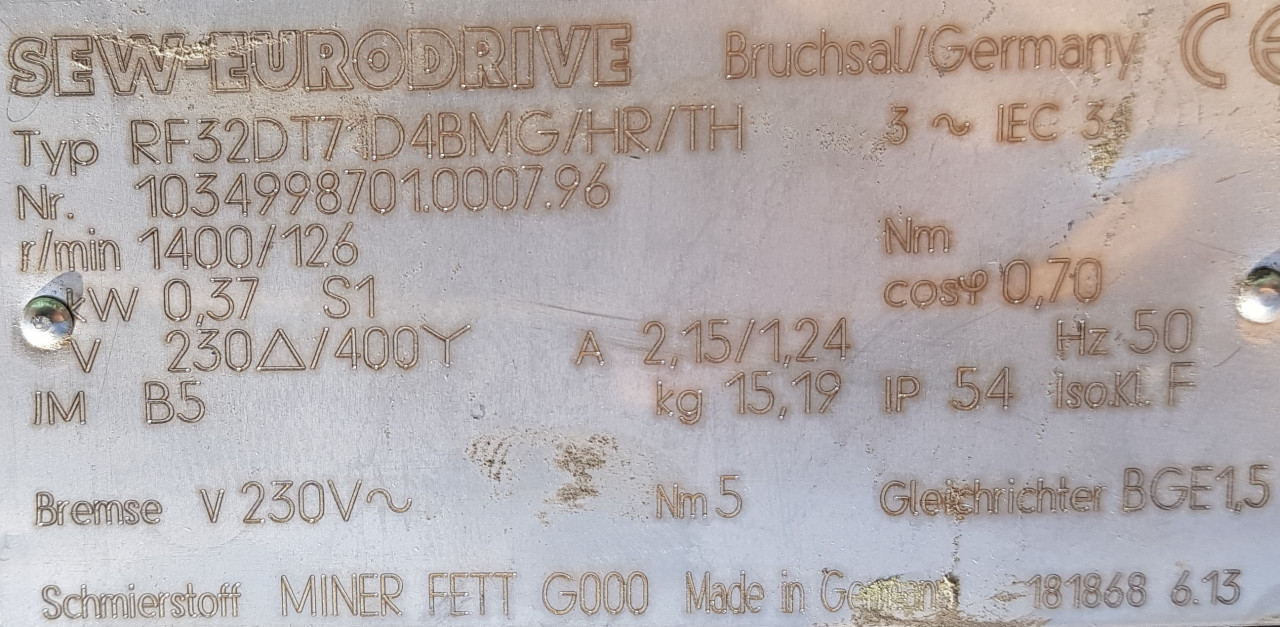 SEW-EURODRIVE Bruchsal/Germany CE
Typ RF32DT71D4BMG/HR/TH 3 ~ IEC 34
Nr. 1034998701.0007.96
r/min 1400/126 Nm
kW 0,37 S1 cosφ 0,70
V 230△/400Y A 2,15/1,24 Hz 50
IM B5 kg 15,19 IP 54 Iso.Kl. F
Bremse V 230V~ Nm 5 Gleichrichter BGE1,5
Schmierstoff MINER FETT G000 Made in Germany 181868 6.13